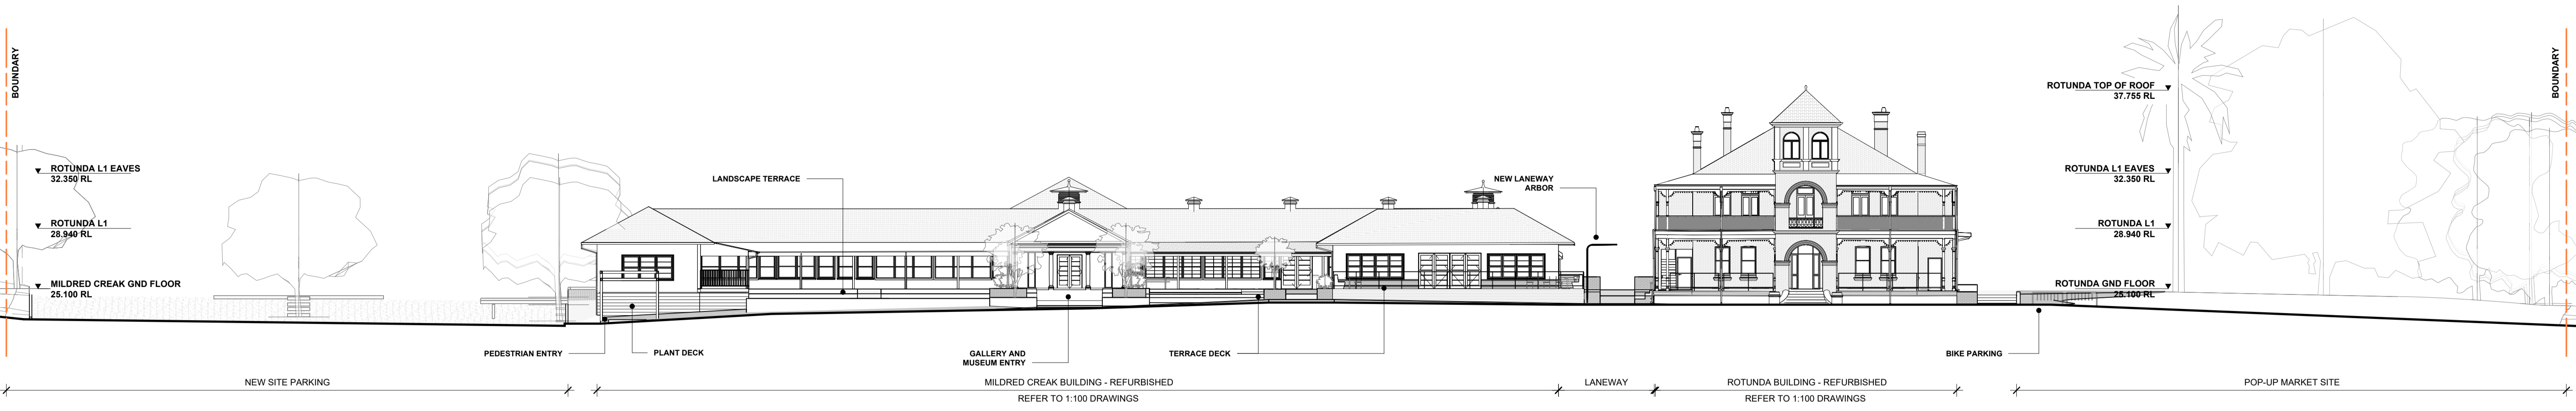 BOUNDARY
ROTUNDA L1 EAVES
32.350 RL
ROTUNDA L1
28.940 RL
MILDRED CREAK GND FLOOR
25.100 RL
LANDSCAPE TERRACE
NEW LANEWAY
ARBOR
ROTUNDA TOP OF ROOF
37.755 RL
ROTUNDA L1 EAVES
32.350 RL
ROTUNDA L1
28.940 RL
ROTUNDA GND FLOOR
25.100 RL
BOUNDARY
PEDESTRIAN ENTRY
PLANT DECK
GALLERY AND
MUSEUM ENTRY
TERRACE DECK
BIKE PARKING
NEW SITE PARKING
MILDRED CREAK BUILDING - REFURBISHED
REFER TO 1:100 DRAWINGS
LANEWAY
ROTUNDA BUILDING - REFURBISHED
REFER TO 1:100 DRAWINGS
POP-UP MARKET SITE